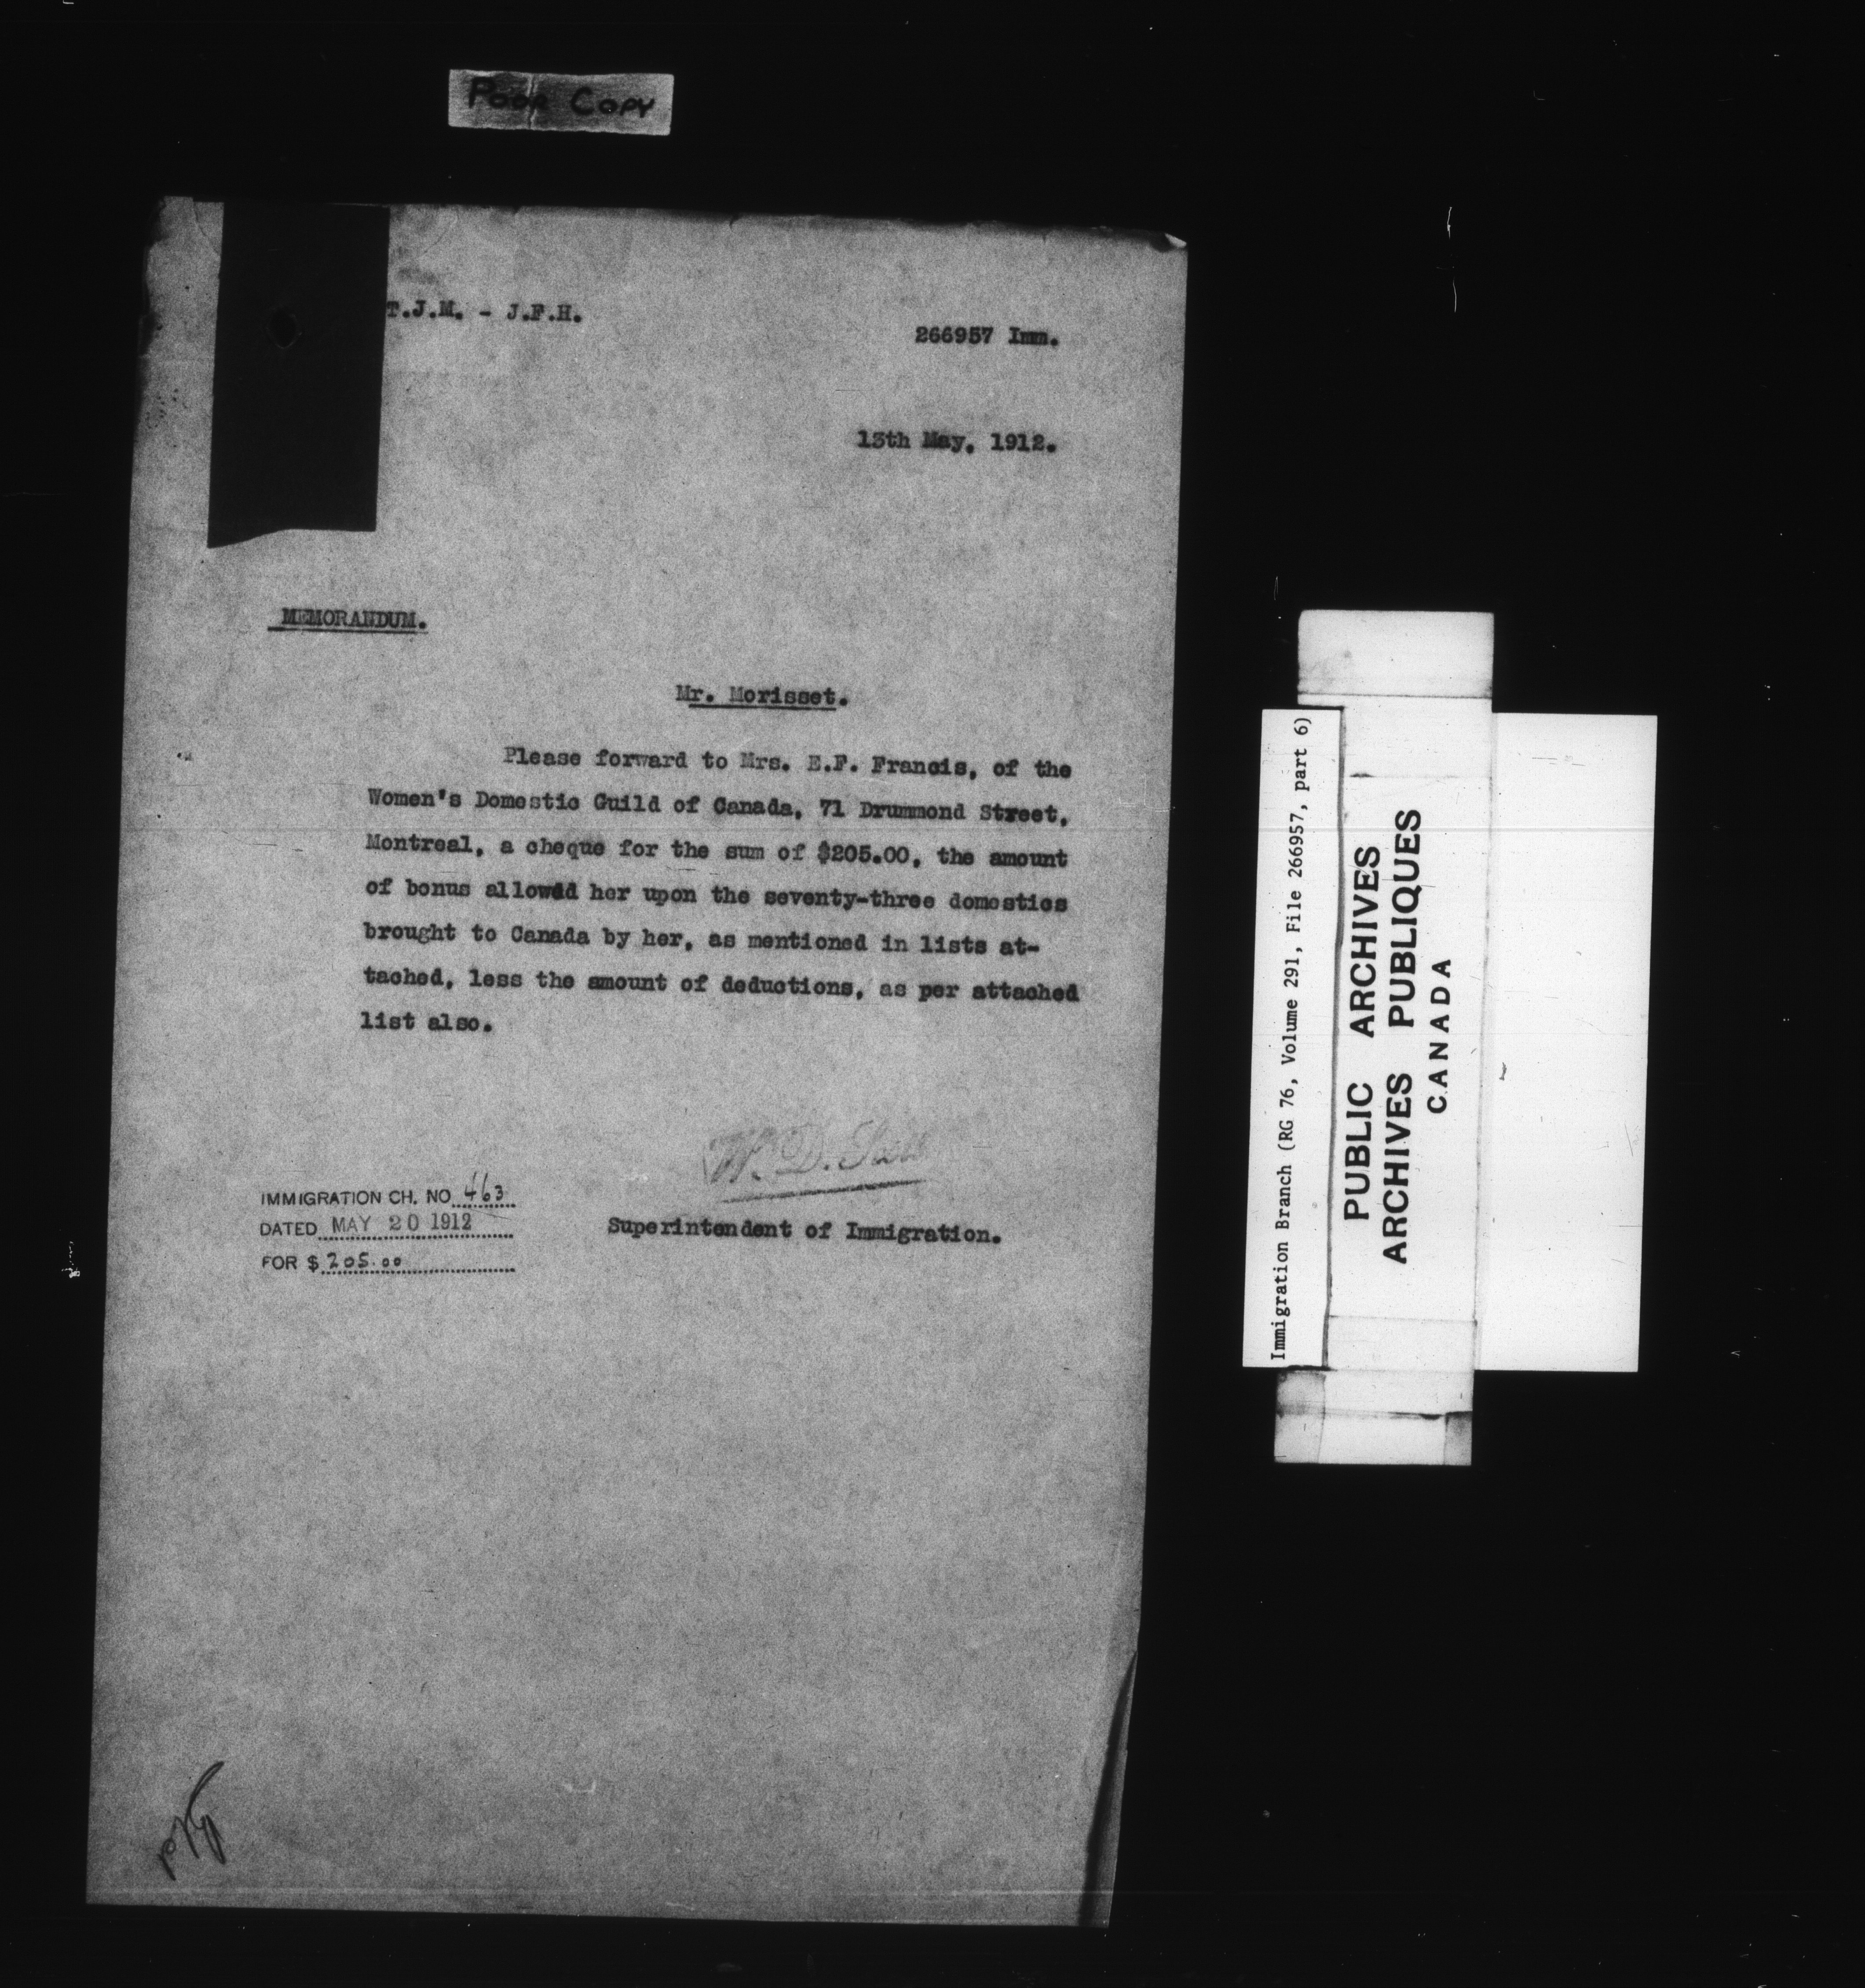 Poor Copy
T.J.M. - J.F.H.
266957 Imm.
13th May, 1912.
MEMORANDUM.
Mr. Morisset.
Please forward to Mrs. E.F. Francis, of the
Women's Domestic Guild of Canada, 71 Drummond Street,
Montreal, a cheque for the sum of $205.00, the amount
of bonus allowed her upon the seventy-three domestics
brought to Canada by her, as mentioned in lists at-
tached, less the amount of deductions, as per attached
list also.
W. D. Scott
Superintendent of Immigration.
IMMIGRATION CH. NO. 463
DATED MAY 20 1912
FOR $ 205.00
Immigration Branch (RG 76, Volume 291, File 266957, part 6)
PUBLIC ARCHIVES
ARCHIVES PUBLIQUES
CANADA